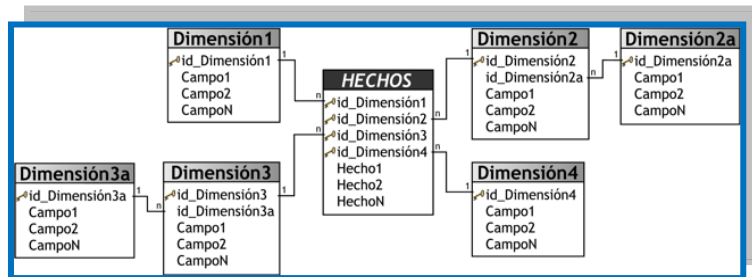 Dimensión1
id_Dimensión1
Campo1
Campo2
CampoN
1
n
HECHOS
id_Dimensión1
id_Dimensión2
id_Dimensión3
id_Dimensión4
Hecho1
Hecho2
HechoN
n
n
n
1
Dimensión2
id_Dimensión2
id_Dimensión2a
Campo1
Campo2
CampoN
n
1
Dimensión2a
id_Dimensión2a
Campo1
Campo2
CampoN
Dimensión3a
id_Dimensión3a
Campo1
Campo2
CampoN
1
n
Dimensión3
id_Dimensión3
id_Dimensión3a
Campo1
Campo2
CampoN
1
1
Dimensión4
id_Dimensión4
Campo1
Campo2
CampoN